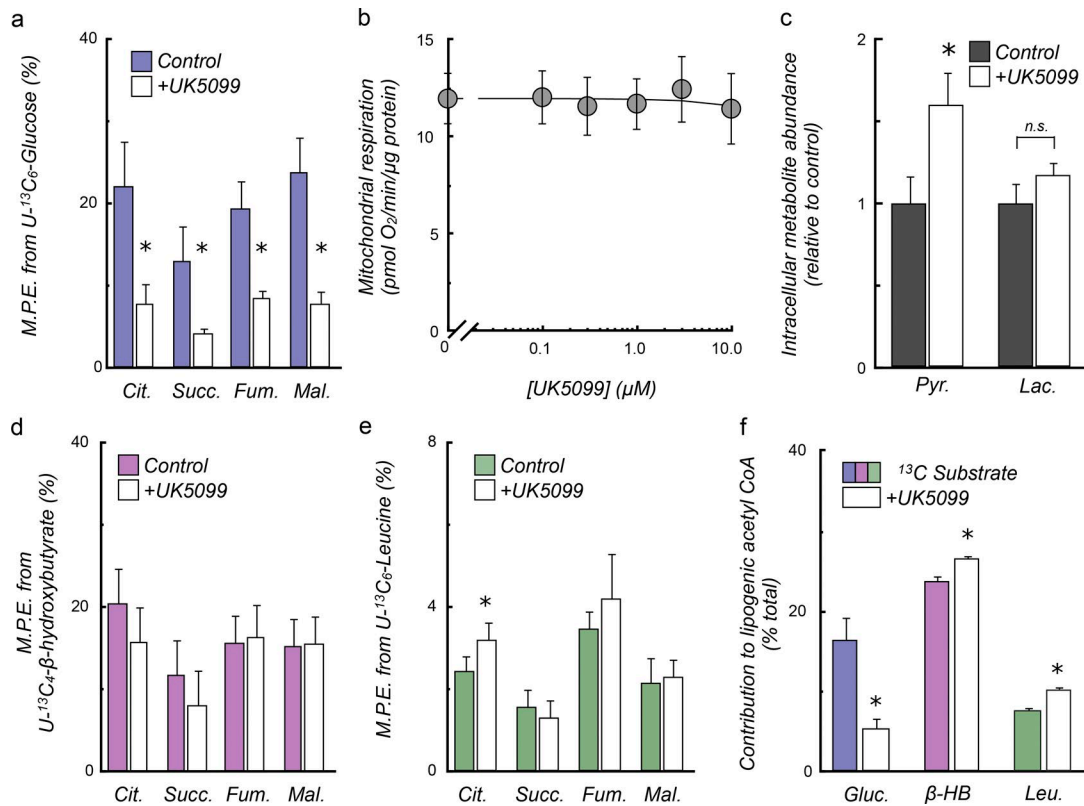 a
M.P.E. from U-¹³C₆-Glucose (%)
40
20
0
Control
+UK5099
*
*
*
*
Cit.
Succ.
Fum.
Mal.
b
Mitochondrial respiration
(pmol O₂/min/µg protein)
15
12
9
6
3
0
0
0.1
1.0
10.0
[UK5099] (µM)
c
Intracellular metabolite abundance
(relative to control)
2
1
0
Control
+UK5099
*
n.s.
Pyr.
Lac.
d
M.P.E. from
U-¹³C₄-β-hydroxybutyrate (%)
40
20
0
Control
+UK5099
Cit.
Succ.
Fum.
Mal.
e
M.P.E. from U-¹³C₆-Leucine (%)
8
4
0
Control
+UK5099
*
Cit.
Succ.
Fum.
Mal.
f
Contribution to lipogenic acetyl CoA
(% total)
40
20
0
¹³C Substrate
+UK5099
*
*
*
Gluc.
β-HB
Leu.